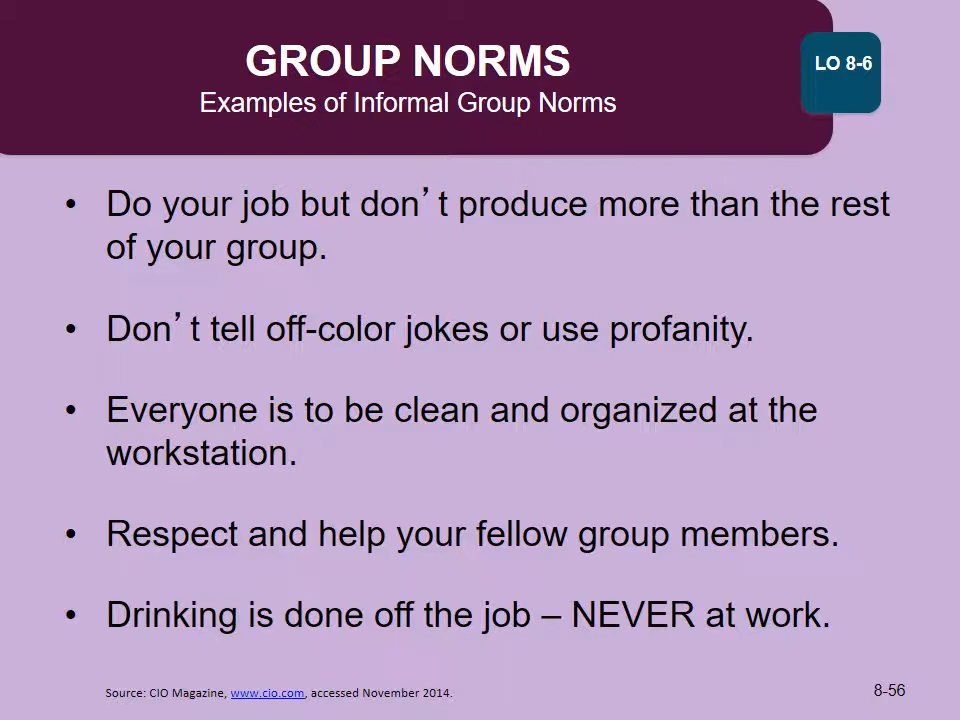 GROUP NORMS
Examples of Informal Group Norms
LO 8-6
• Do your job but don’t produce more than the rest
of your group.
• Don’t tell off-color jokes or use profanity.
• Everyone is to be clean and organized at the
workstation.
• Respect and help your fellow group members.
• Drinking is done off the job – NEVER at work.
Source: CIO Magazine, www.cio.com, accessed November 2014.
8-56